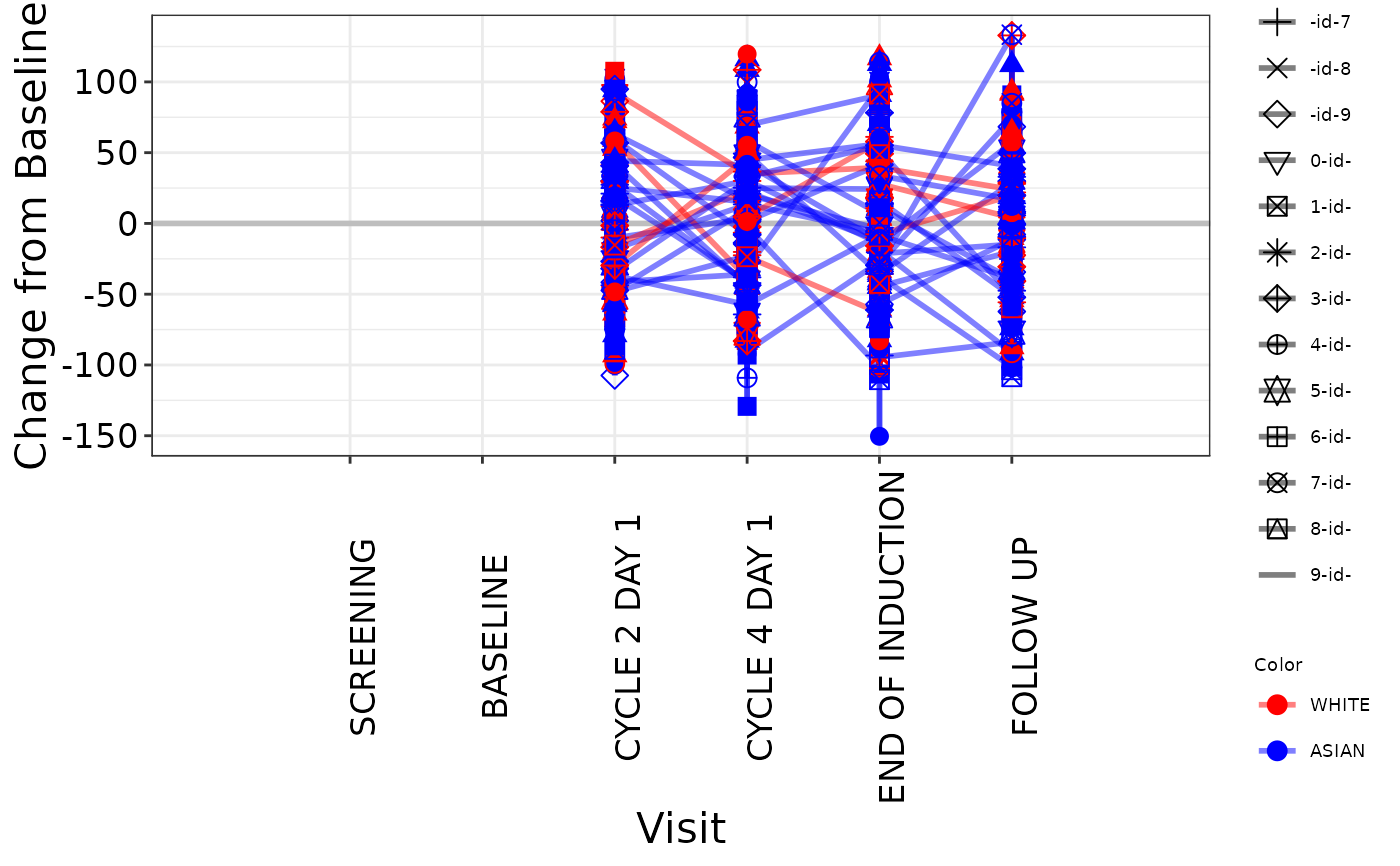 Change from Baseline
100
50
0
-50
-100
-150
SCREENING
BASELINE
CYCLE 2 DAY 1
CYCLE 4 DAY 1
END OF INDUCTION
FOLLOW UP
Visit
-id-7
-id-8
-id-9
0-id-
1-id-
2-id-
3-id-
4-id-
5-id-
6-id-
7-id-
8-id-
9-id-
Color
WHITE
ASIAN